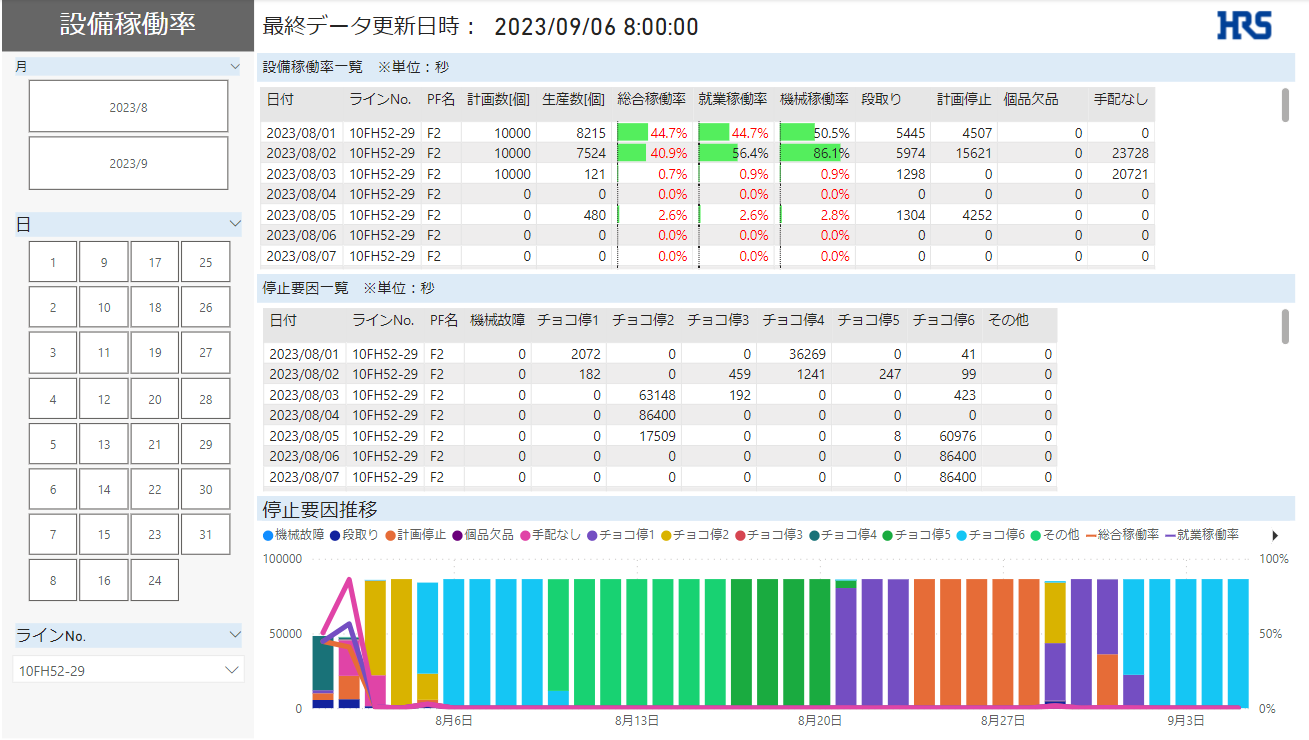 設備稼働率
最終データ更新日時： 2023/09/06 8:00:00
HRS
月
2023/8
2023/9
日
1 9 17 25
2 10 18 26
3 11 19 27
4 12 20 28
5 13 21 29
6 14 22 30
7 15 23 31
8 16 24
ラインNo.
10FH52-29
設備稼働率一覧 ※単位：秒
日付 ラインNo. PF名 計画数[個] 生産数[個] 総合稼働率 就業稼働率 機械稼働率 段取り 計画停止 個品欠品 手配なし
2023/08/01 10FH52-29 F2 10000 8215 44.7% 44.7% 50.5% 5445 4507 0 0
2023/08/02 10FH52-29 F2 10000 7524 40.9% 56.4% 86.1% 5974 15621 0 23728
2023/08/03 10FH52-29 F2 10000 121 0.7% 0.9% 0.9% 1298 0 0 20721
2023/08/04 10FH52-29 F2 0 0 0.0% 0.0% 0.0% 0 0 0 0
2023/08/05 10FH52-29 F2 0 480 2.6% 2.6% 2.8% 1304 4252 0 0
2023/08/06 10FH52-29 F2 0 0 0.0% 0.0% 0.0% 0 0 0 0
2023/08/07 10FH52-29 F2 0 0 0.0% 0.0% 0.0% 0 0 0 0
停止要因一覧 ※単位：秒
日付 ラインNo. PF名 機械故障 チョコ停1 チョコ停2 チョコ停3 チョコ停4 チョコ停5 チョコ停6 その他
2023/08/01 10FH52-29 F2 0 2072 0 0 36269 0 41 0
2023/08/02 10FH52-29 F2 0 182 0 459 1241 247 99 0
2023/08/03 10FH52-29 F2 0 0 63148 192 0 0 423 0
2023/08/04 10FH52-29 F2 0 0 86400 0 0 0 0 0
2023/08/05 10FH52-29 F2 0 0 17509 0 0 8 60976 0
2023/08/06 10FH52-29 F2 0 0 0 0 0 0 86400 0
2023/08/07 10FH52-29 F2 0 0 0 0 0 0 86400 0
停止要因推移
機械故障 段取り 計画停止 個品欠品 手配なし チョコ停1 チョコ停2 チョコ停3 チョコ停4 チョコ停5 チョコ停6 その他 総合稼働率 就業稼働率
100000 100%
50000 50%
0 0%
8月6日 8月13日 8月20日 8月27日 9月3日